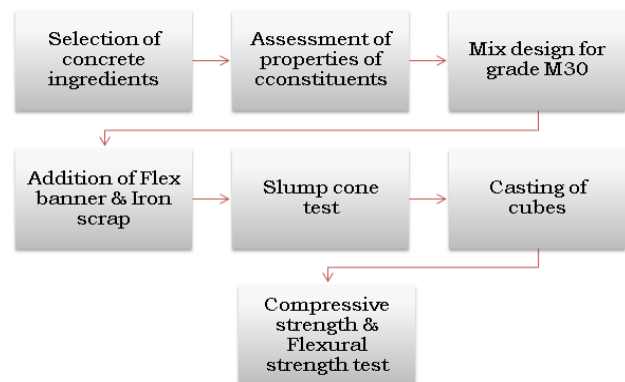 Selection of
concrete
ingredients
Assessment of
properties of
cconstituents
Mix design for
grade M30
Addition of Flex
banner & Iron
scrap
Slump cone
test
Casting of
cubes
Compressive
strength &
Flexural
strength test